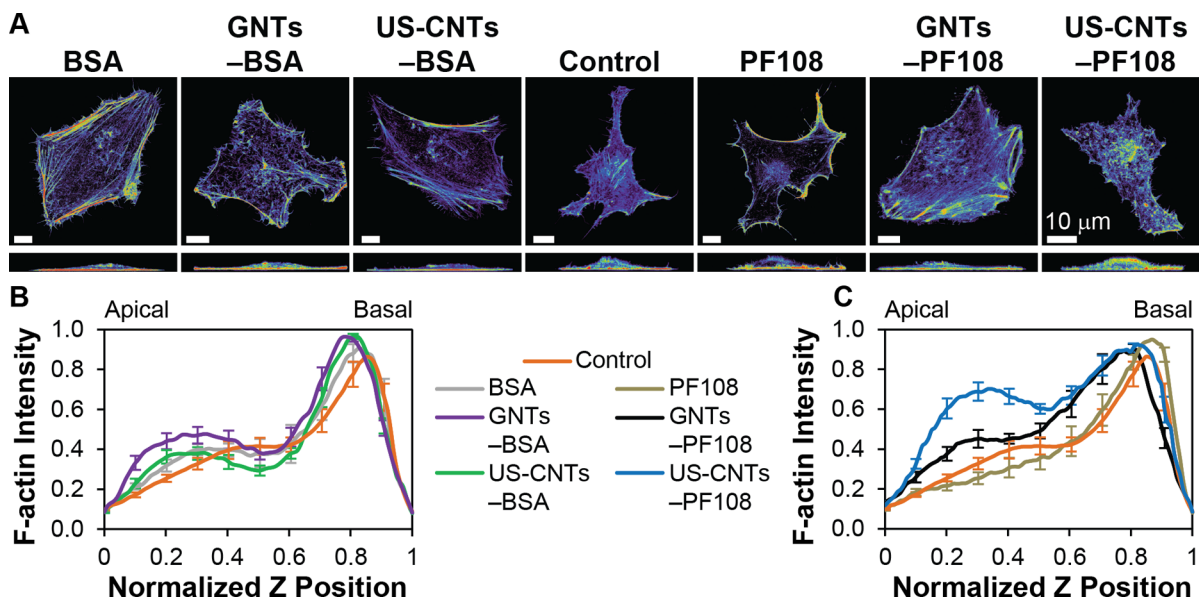 A
BSA
GNTs
–BSA
US-CNTs
–BSA
Control
PF108
GNTs
–PF108
US-CNTs
–PF108
10 μm
B
Apical
Basal
F-actin Intensity
1.0
0.8
0.6
0.4
0.2
0.0
0
0.2
0.4
0.6
0.8
1
Normalized Z Position
Control
BSA
GNTs
–BSA
US-CNTs
–BSA
PF108
GNTs
–PF108
US-CNTs
–PF108
C
Apical
Basal
F-actin Intensity
1.0
0.8
0.6
0.4
0.2
0.0
0
0.2
0.4
0.6
0.8
1
Normalized Z Position